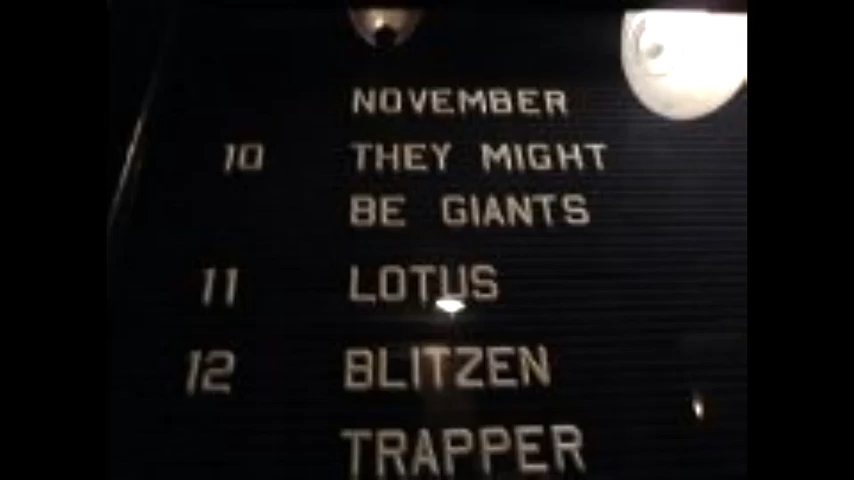 NOVEMBER
10 THEY MIGHT
BE GIANTS
11 LOTUS
12 BLITZEN
TRAPPER